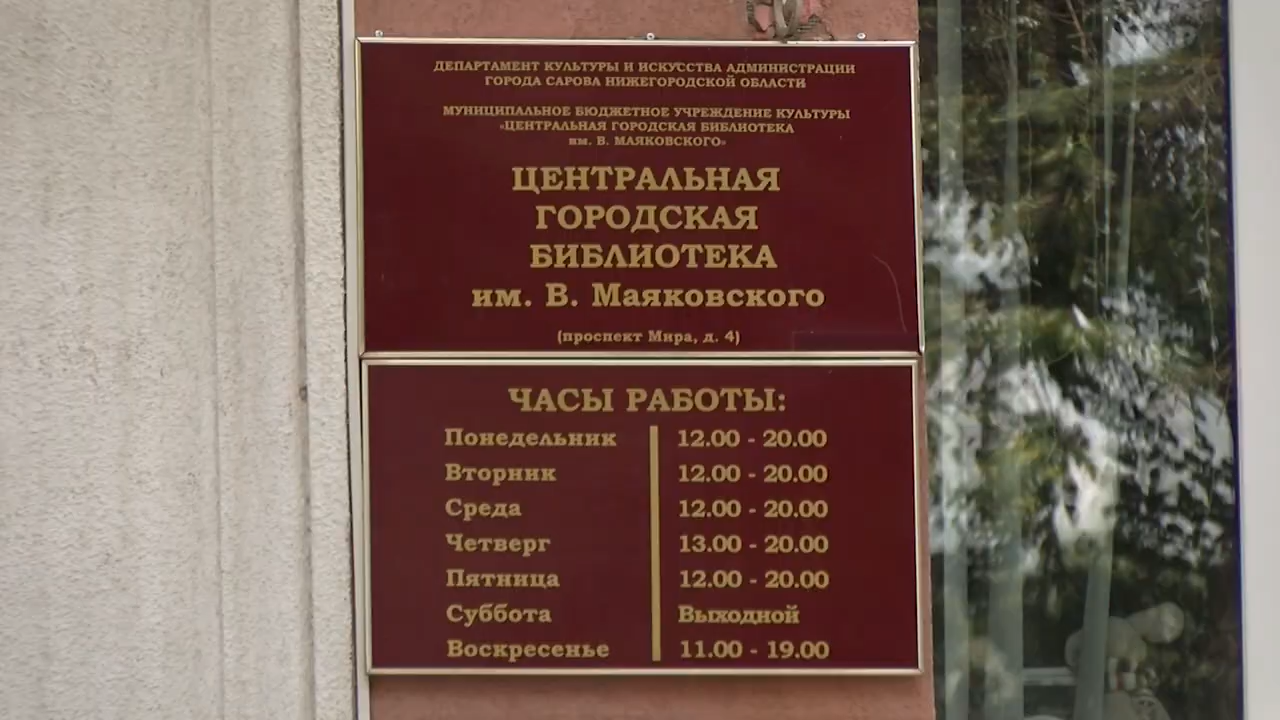 ДЕПАРТАМЕНТ КУЛЬТУРЫ И ИСКУССТВА АДМИНИСТРАЦИИ
ГОРОДА САРОВА НИЖЕГОРОДСКОЙ ОБЛАСТИ
МУНИЦИПАЛЬНОЕ БЮДЖЕТНОЕ УЧРЕЖДЕНИЕ КУЛЬТУРЫ
«ЦЕНТРАЛЬНАЯ ГОРОДСКАЯ БИБЛИОТЕКА
им. В. МАЯКОВСКОГО»
ЦЕНТРАЛЬНАЯ
ГОРОДСКАЯ
БИБЛИОТЕКА
им. В. Маяковского
(проспект Мира, д. 4)
ЧАСЫ РАБОТЫ:
Понедельник 12.00 - 20.00
Вторник 12.00 - 20.00
Среда 12.00 - 20.00
Четверг 13.00 - 20.00
Пятница 12.00 - 20.00
Суббота Выходной
Воскресенье 11.00 - 19.00